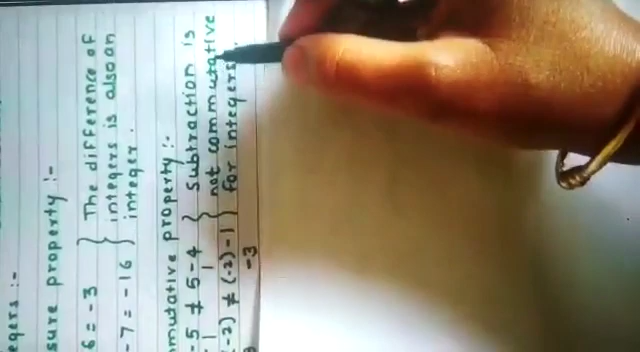 egers :-
sure property :-
6 = -3 } The difference of
integers is also an
-7 = -16 } integer.
mutative property :-
-5 ≠ 5-4 } Subtraction is
-1 1 not commutative
(-2) ≠ (-2)-1 } for integers.
-3